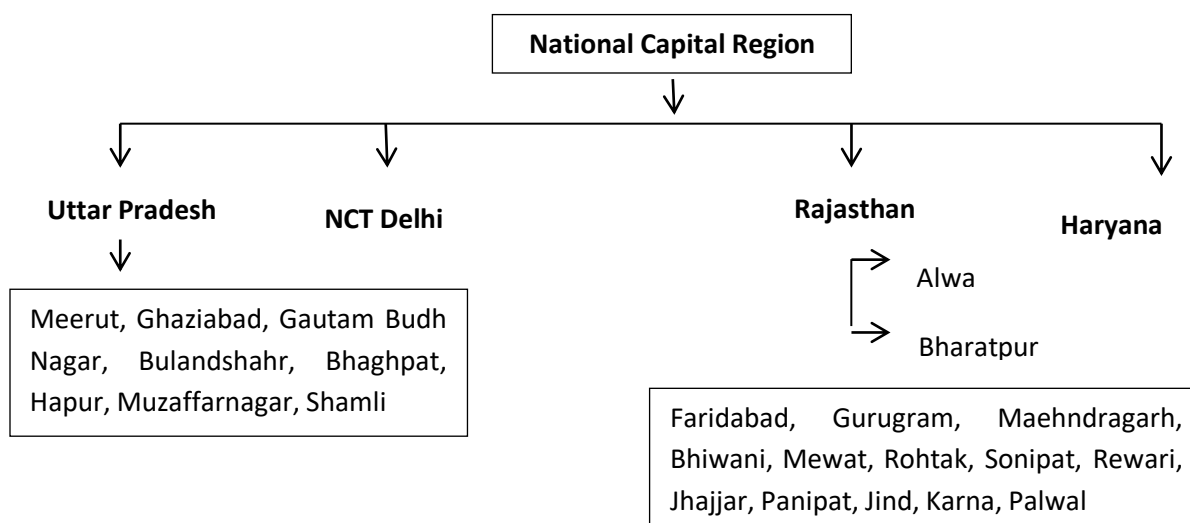 National Capital Region
Uttar Pradesh
NCT Delhi
Rajasthan
Haryana
Alwa
Bharatpur
Meerut, Ghaziabad, Gautam Budh
Nagar, Bulandshahr, Bhaghpat,
Hapur, Muzaffarnagar, Shamli
Faridabad, Gurugram, Maehndragarh,
Bhiwani, Mewat, Rohtak, Sonipat, Rewari,
Jhajjar, Panipat, Jind, Karna, Palwal